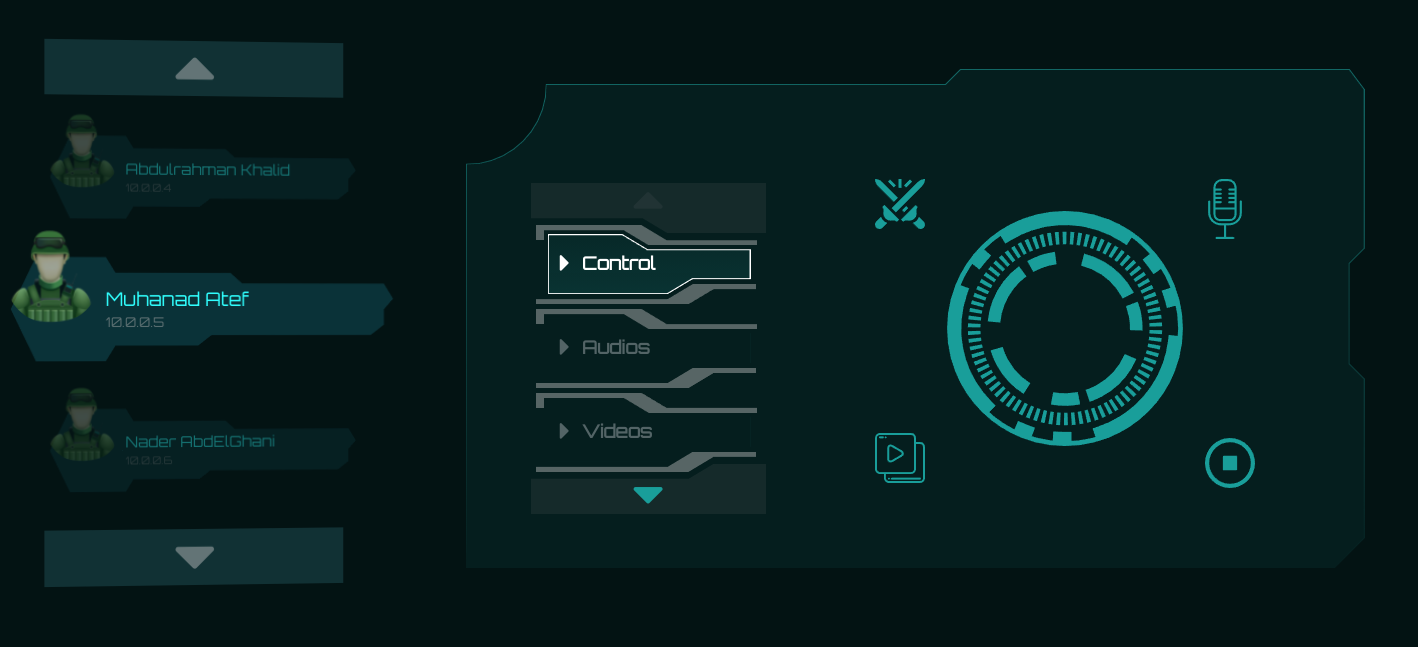 Abdulrahman Khalid
10.0.0.4
Muhanad Atef
10.0.0.5
Nader AbdElGhani
10.0.0.6
Control
Audios
Videos